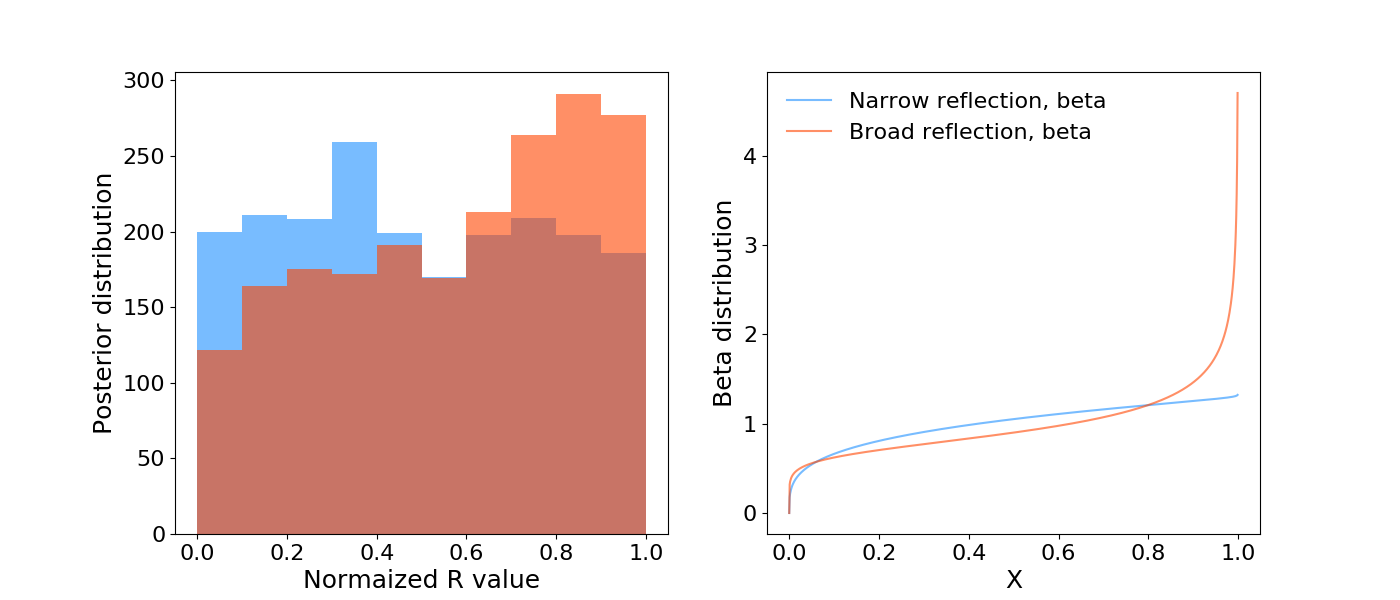 300
250
200
150
100
50
0
0.0 0.2 0.4 0.6 0.8 1.0
Normaized R value
Posterior distribution
Narrow reflection, beta
Broad reflection, beta
4
3
2
1
0
0.0 0.2 0.4 0.6 0.8 1.0
X
Beta distribution